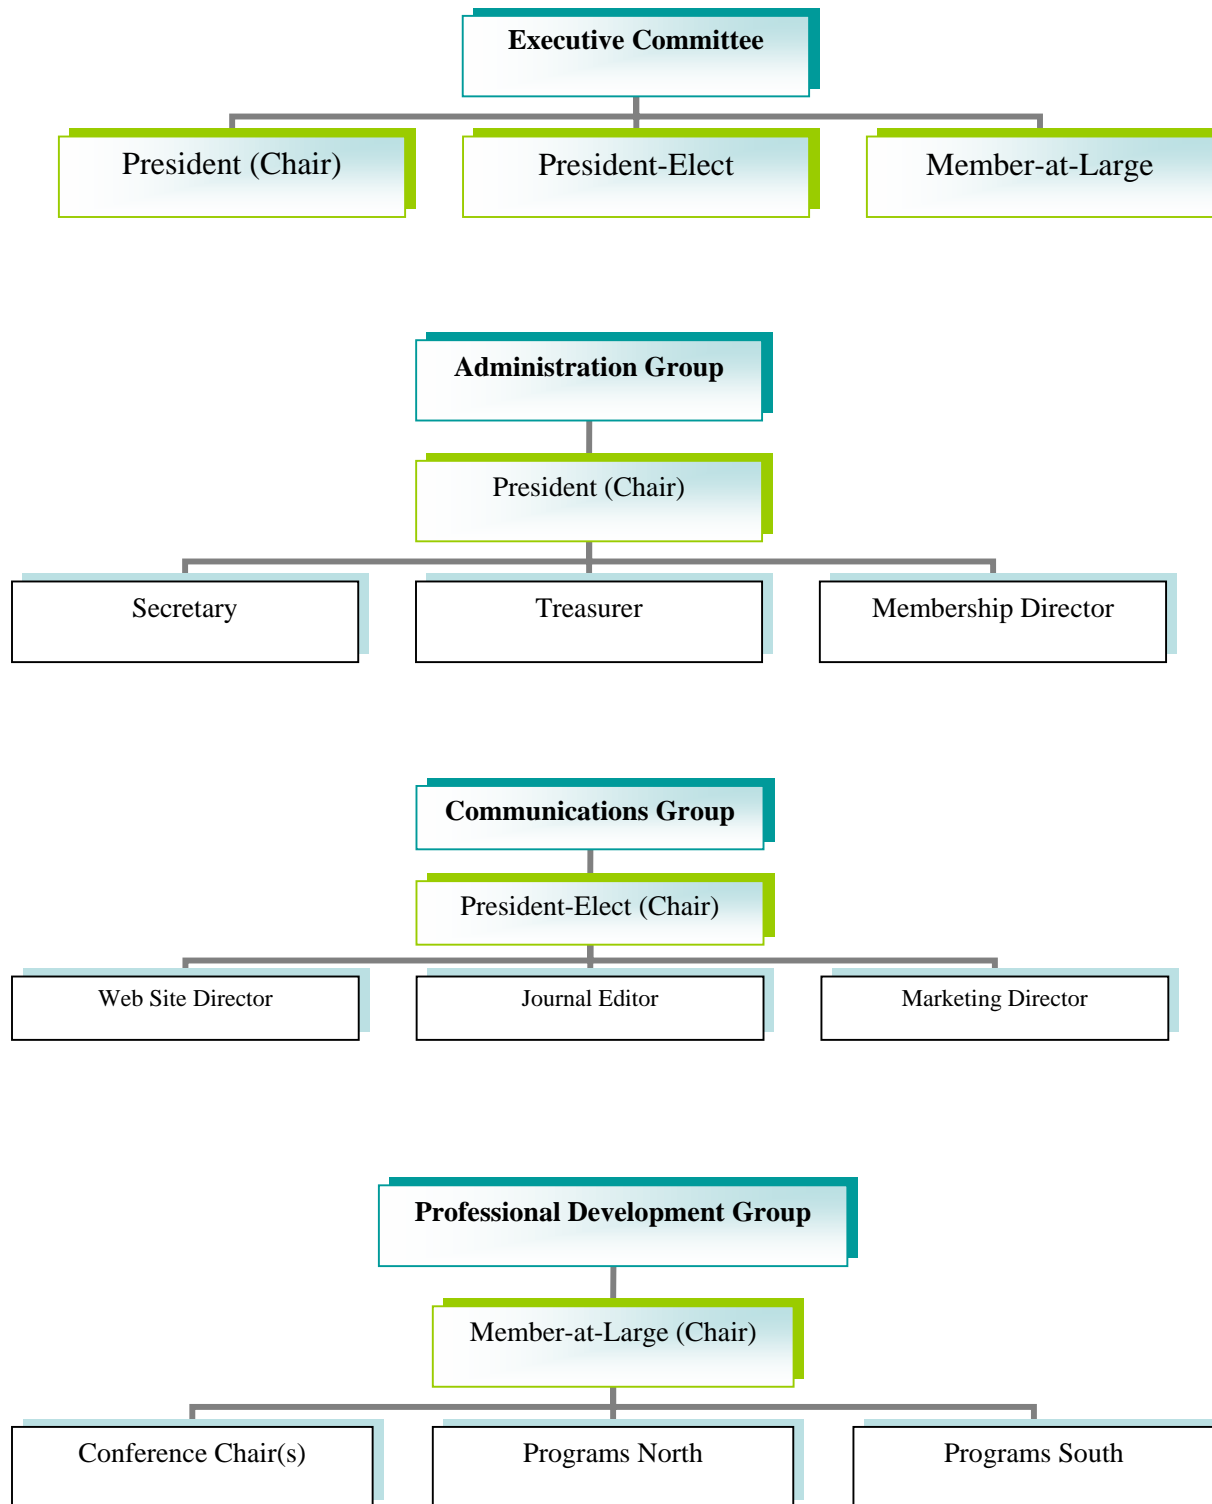 Executive Committee
President (Chair)
President-Elect
Member-at-Large
Administration Group
President (Chair)
Secretary
Treasurer
Membership Director
Communications Group
President-Elect (Chair)
Web Site Director
Journal Editor
Marketing Director
Professional Development Group
Member-at-Large (Chair)
Conference Chair(s)
Programs North
Programs South